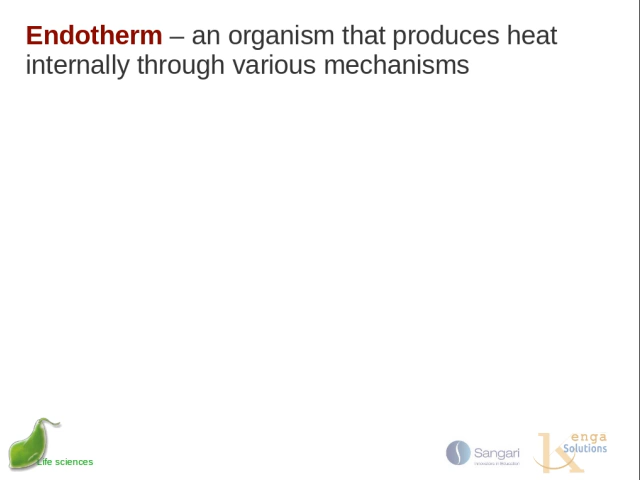 Endotherm – an organism that produces heat
internally through various mechanisms
Life sciences
Sangari
enga
Solutions